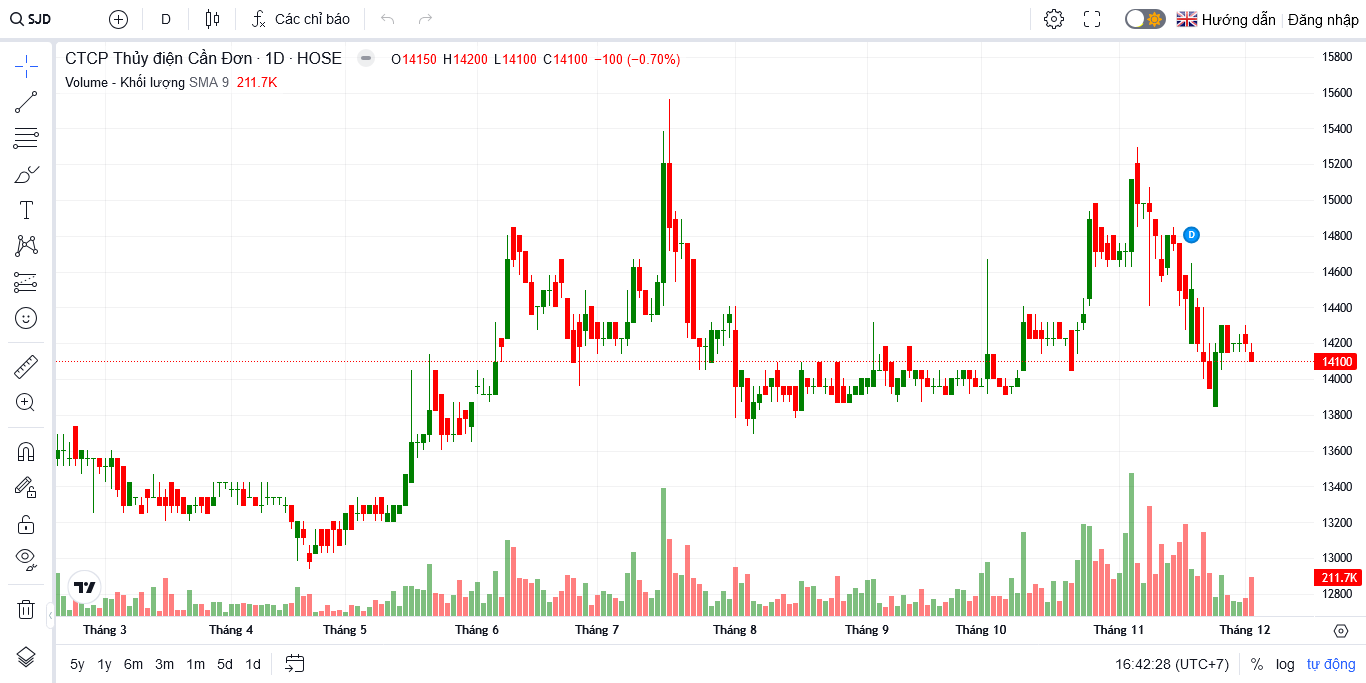 SJD D Các chỉ báo Hướng dẫn Đăng nhập
CTCP Thủy điện Cần Đơn · 1D · HOSE O14150 H14200 L14100 C14100 −100 (−0.70%)
Volume - Khối lượng SMA 9 211.7K
15800
15600
15400
15200
15000
14800
D
14600
14400
14200
14100
14000
13800
13600
13400
13200
13000
211.7K
12800
Tháng 3 Tháng 4 Tháng 5 Tháng 6 Tháng 7 Tháng 8 Tháng 9 Tháng 10 Tháng 11 Tháng 12
5y 1y 6m 3m 1m 5d 1d 16:42:28 (UTC+7) % log tự động